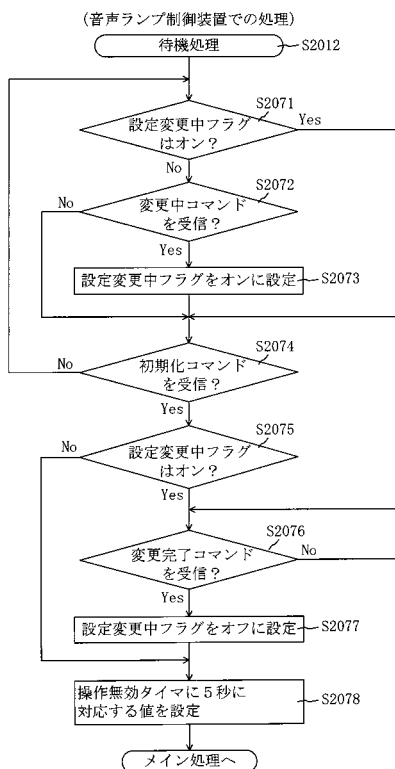 (音声ランプ制御装置での処理)
待機処理
S2012
S2071
設定変更中フラグ
はオン?
Yes
No
S2072
変更中コマンド
を受信?
No
Yes
設定変更中フラグをオンに設定
S2073
S2074
初期化コマンド
を受信?
No
Yes
S2075
設定変更中フラグ
はオン?
No
Yes
S2076
変更完了コマンド
を受信?
No
Yes
設定変更中フラグをオフに設定
S2077
操作無効タイマに5秒に
対応する値を設定
S2078
メイン処理へ